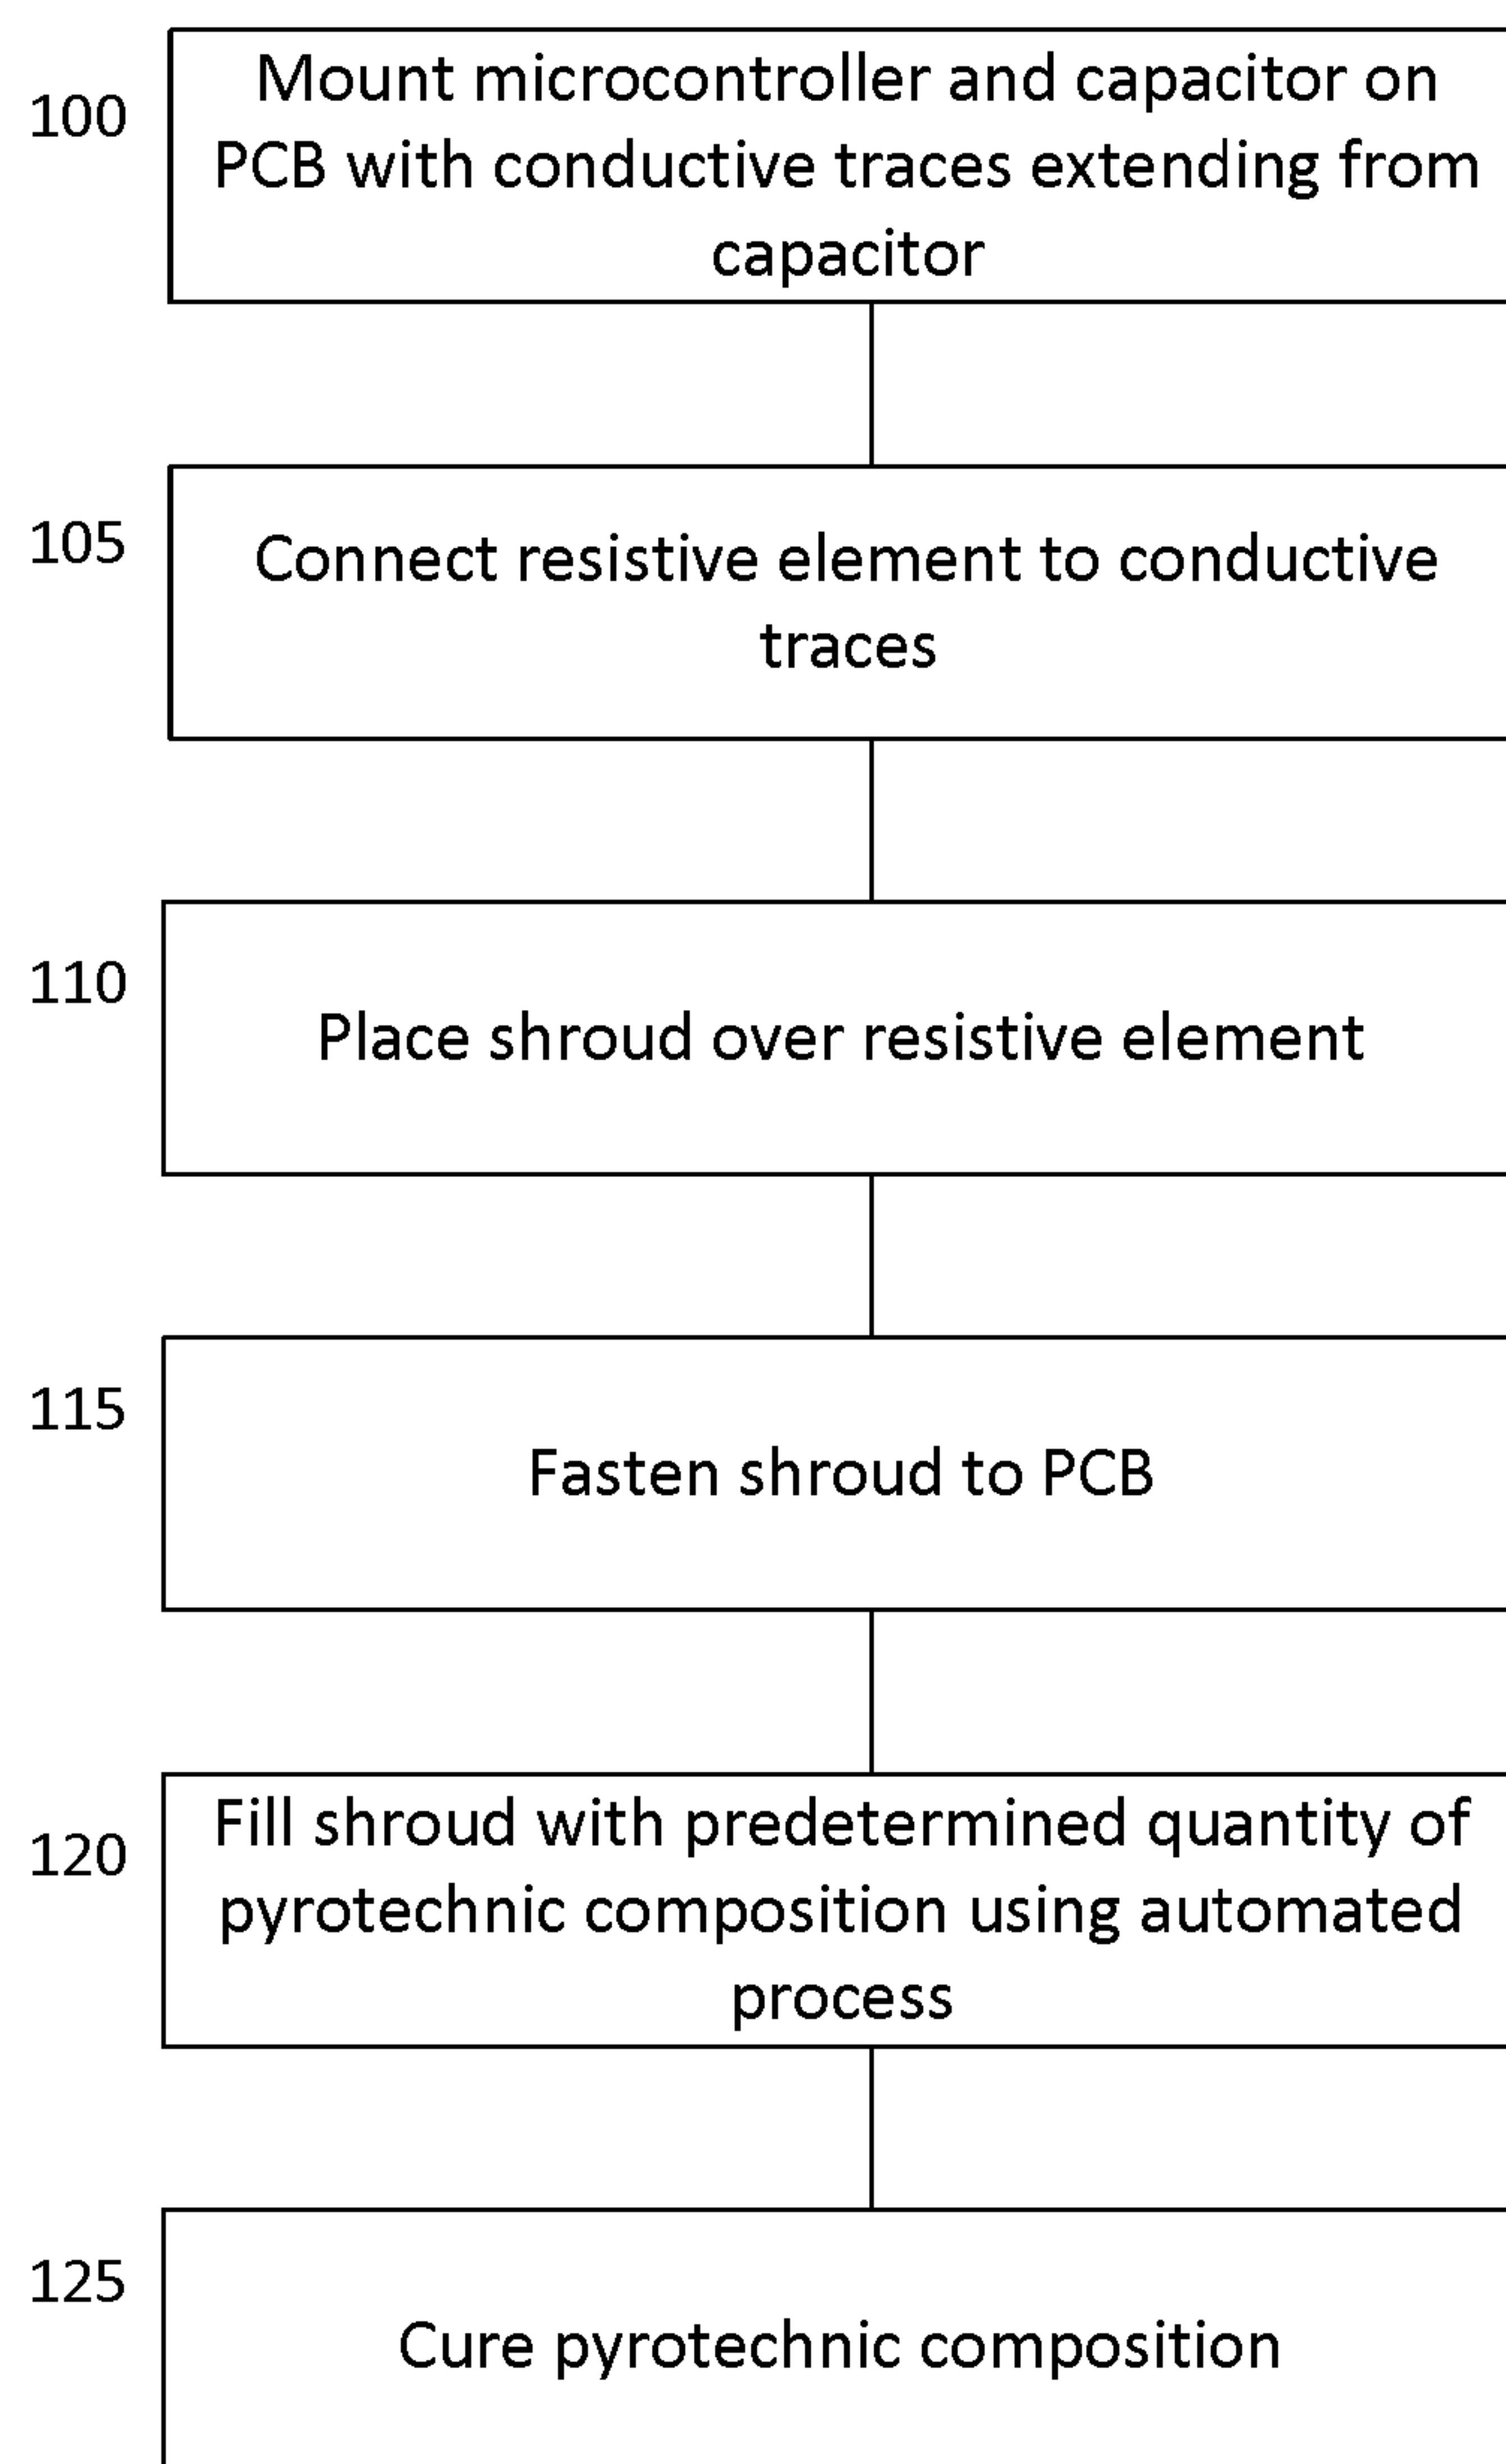 100
Mount microcontroller and capacitor on
PCB with conductive traces extending from
capacitor
105
Connect resistive element to conductive
traces
110
Place shroud over resistive element
115
Fasten shroud to PCB
120
Fill shroud with predetermined quantity of
pyrotechnic composition using automated
process
125
Cure pyrotechnic composition